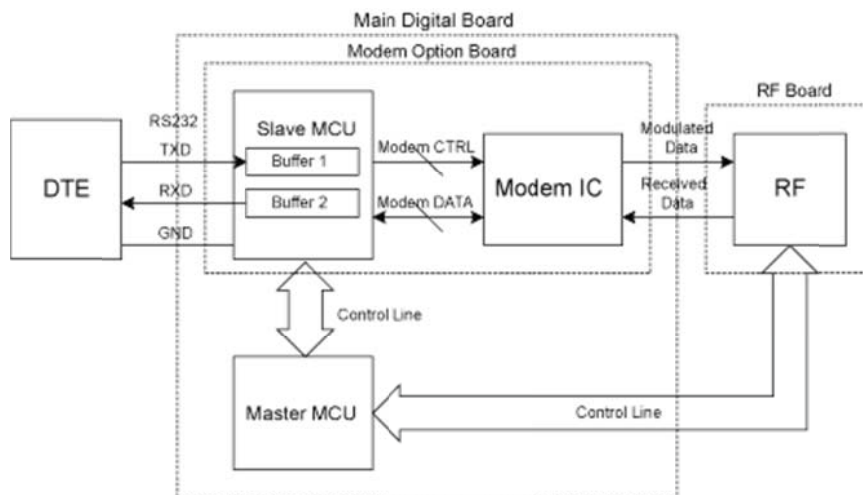 Main Digital Board
Modem Option Board
RF Board
RS232
TXD
RXD
GND
DTE
Slave MCU
Buffer 1
Buffer 2
Modem CTRL
Modem DATA
Modem IC
Modulated
Data
Received
Data
RF
Control Line
Master MCU
Control Line